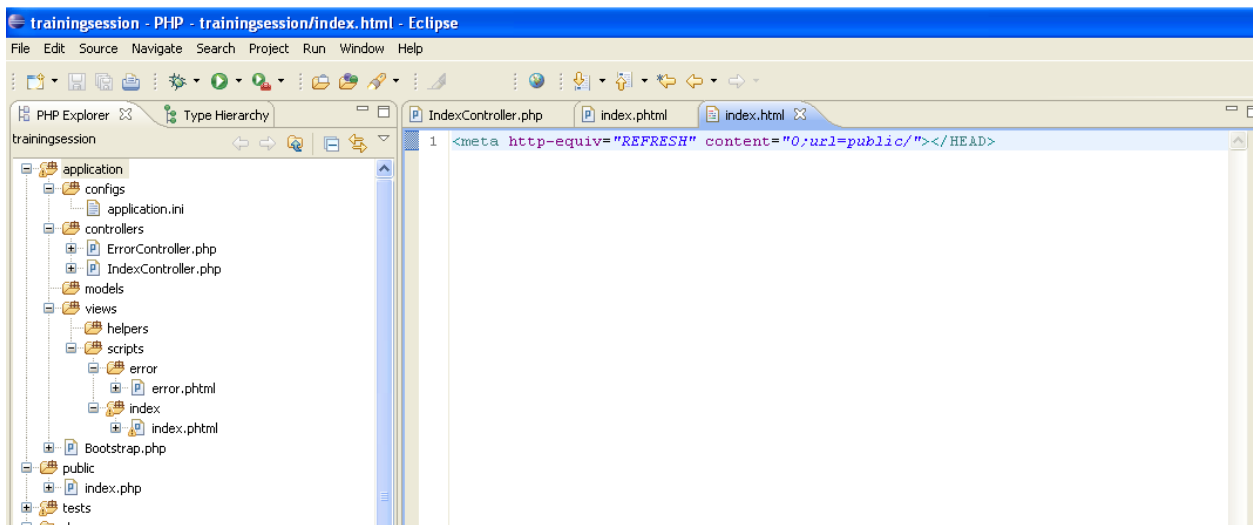 trainingsession - PHP - trainingsession/index.html - Eclipse
File Edit Source Navigate Search Project Run Window Help
PHP Explorer Type Hierarchy
IndexController.php index.phtml index.html
trainingsession
1 <meta http-equiv="REFRESH" content="0;url=public/"></HEAD>
application
configs
application.ini
controllers
ErrorController.php
IndexController.php
models
views
helpers
scripts
error
error.phtml
index
index.phtml
Bootstrap.php
public
index.php
tests